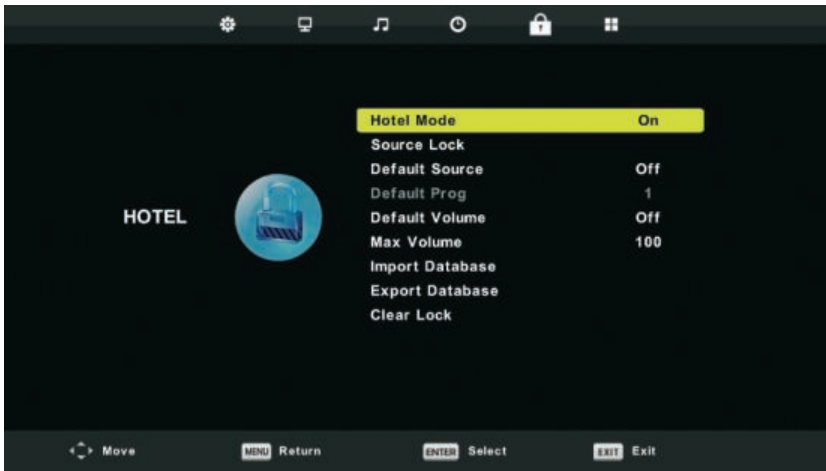 HOTEL
Hotel Mode On
Source Lock
Default Source Off
Default Prog 1
Default Volume Off
Max Volume 100
Import Database
Export Database
Clear Lock
Move MENU Return ENTER Select EXIT Exit